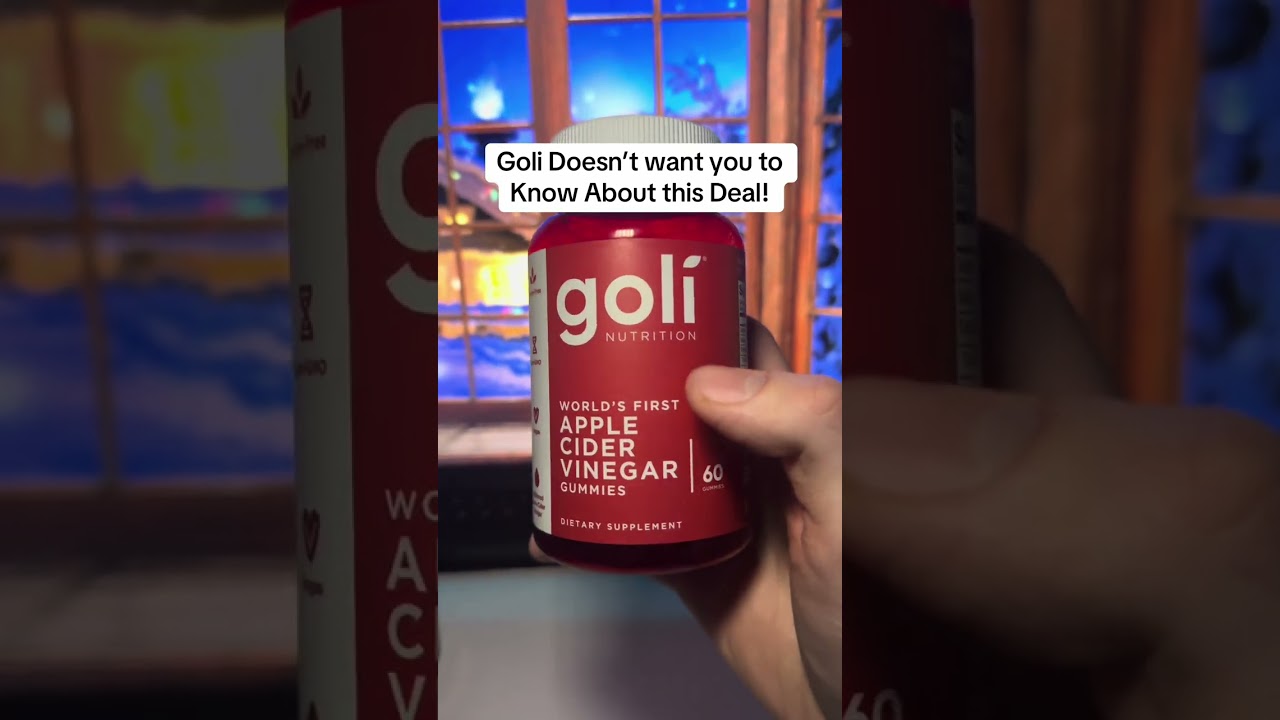 Goli Doesn’t want you to
Know About this Deal!
goli
NUTRITION
WORLD'S FIRST
APPLE
CIDER
VINEGAR
GUMMIES
60
GUMMIES
DIETARY SUPPLEMENT